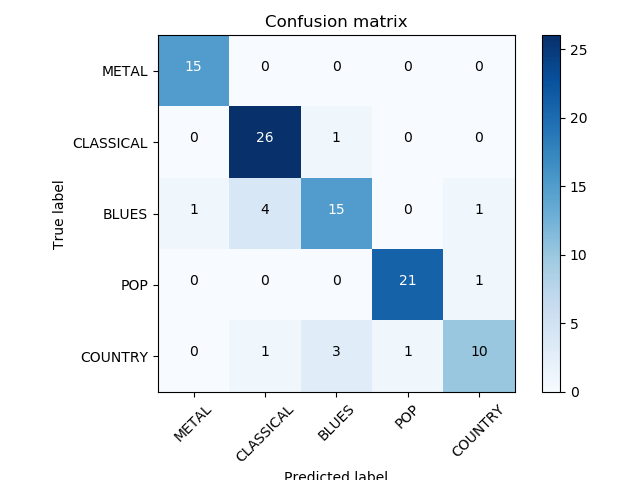 Confusion matrix
METAL 15 0 0 0 0
CLASSICAL 0 26 1 0 0
BLUES 1 4 15 0 1
POP 0 0 0 21 1
COUNTRY 0 1 3 1 10
METAL CLASSICAL BLUES POP COUNTRY
True label
Predicted label
25
20
15
10
5
0